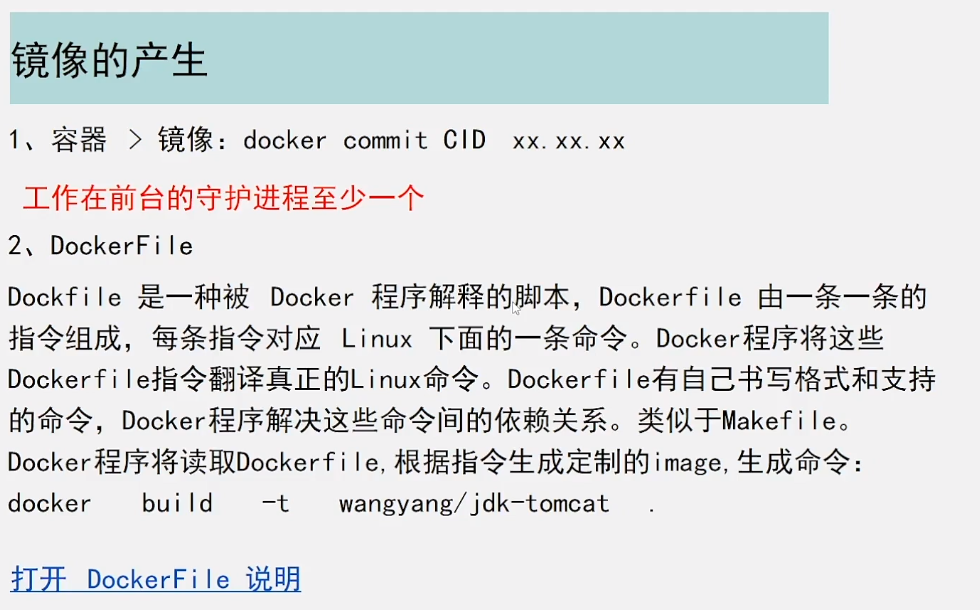 镜像的产生
1、容器 > 镜像：docker commit CID xx.xx.xx
工作在前台的守护进程至少一个
2、DockerFile
Dockfile 是一种被 Docker 程序解释的脚本，Dockerfile 由一条一条的
指令组成，每条指令对应 Linux 下面的一条命令。Docker程序将这些
Dockerfile指令翻译真正的Linux命令。Dockerfile有自己书写格式和支持
的命令，Docker程序解决这些命令间的依赖关系。类似于Makefile。
Docker程序将读取Dockerfile,根据指令生成定制的image,生成命令：
docker build -t wangyang/jdk-tomcat .
打开 DockerFile 说明